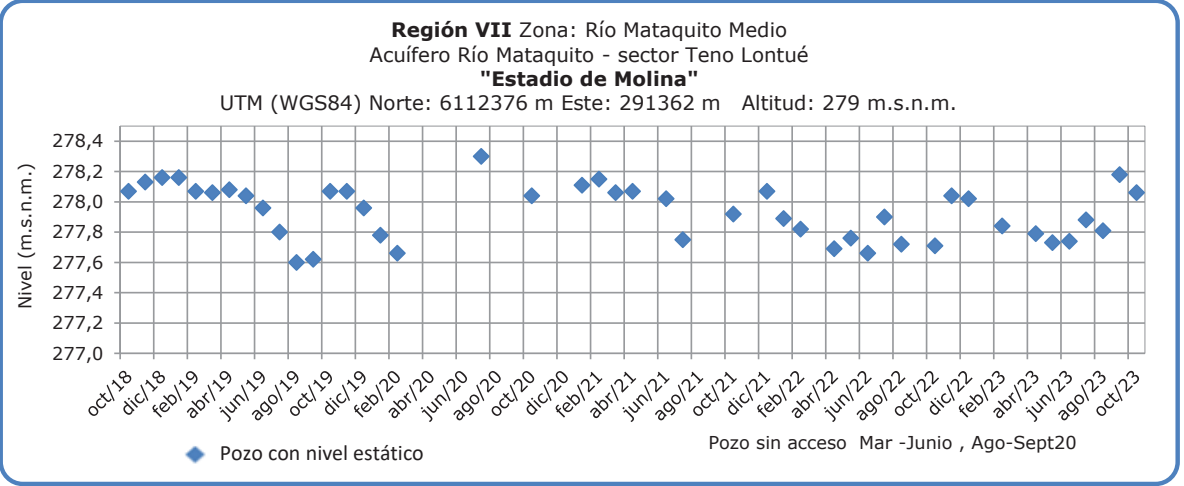 Región VII Zona: Río Mataquito Medio
Acuífero Río Mataquito - sector Teno Lontué
"Estadio de Molina"
UTM (WGS84) Norte: 6112376 m Este: 291362 m Altitud: 279 m.s.n.m.
Nivel (m.s.n.m.)
278,4
278,2
278,0
277,8
277,6
277,4
277,2
277,0
oct/18
dic/18
feb/19
abr/19
jun/19
ago/19
oct/19
dic/19
feb/20
abr/20
jun/20
ago/20
oct/20
dic/20
feb/21
abr/21
jun/21
ago/21
oct/21
dic/21
feb/22
abr/22
jun/22
ago/22
oct/22
dic/22
feb/23
abr/23
jun/23
ago/23
oct/23
Pozo con nivel estático
Pozo sin acceso Mar -Junio , Ago-Sept20